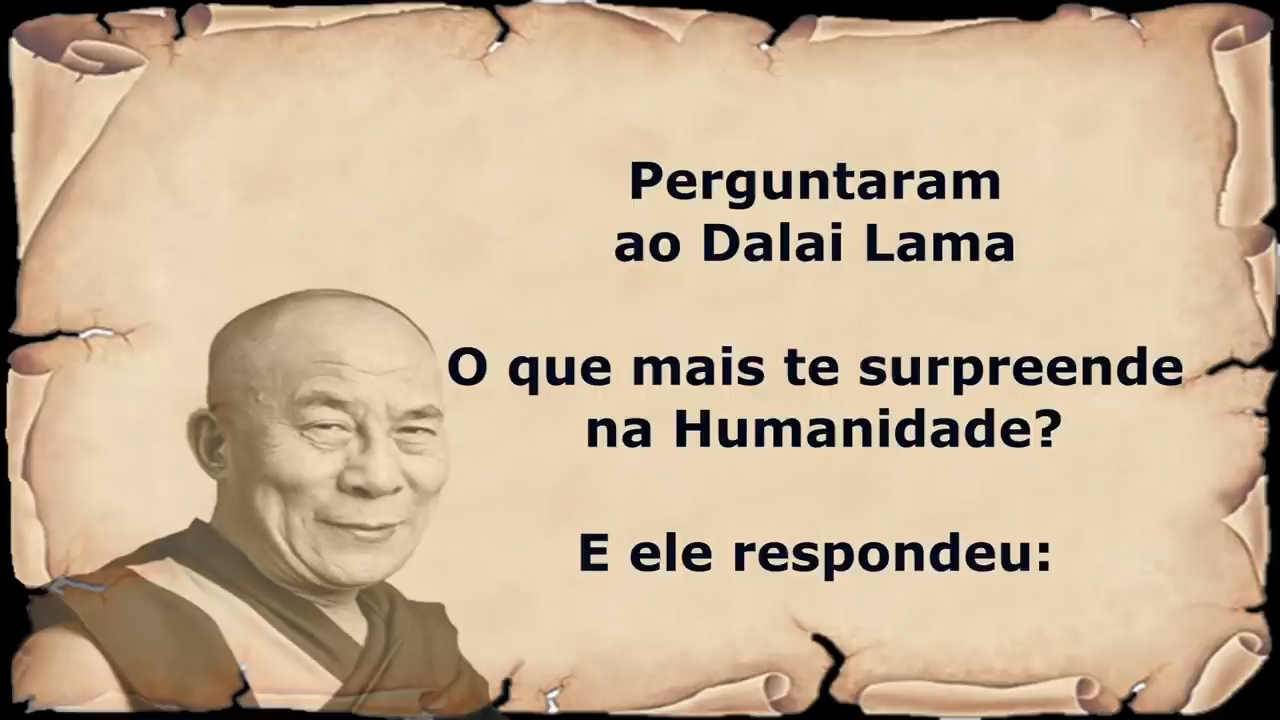 Perguntaram
ao Dalai Lama
O que mais te surpreende
na Humanidade?
E ele respondeu: